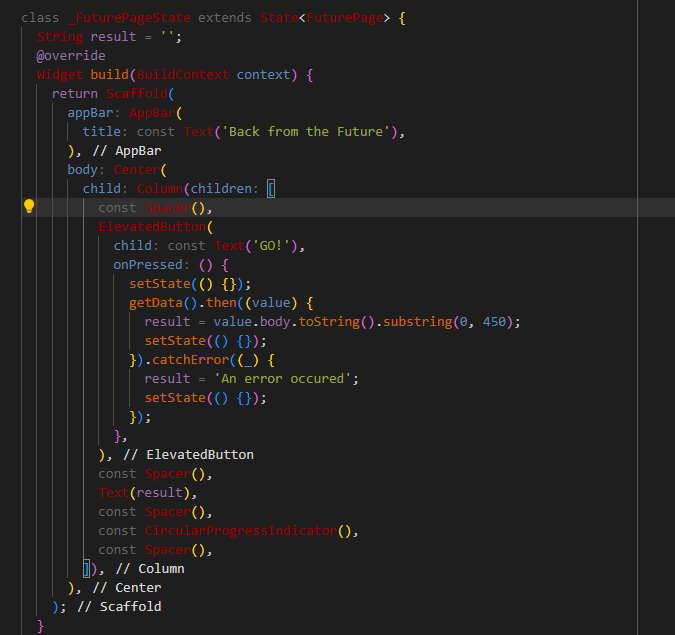 class _FuturePageState extends State<FuturePage> {
  String result = '';
  @override
  Widget build(BuildContext context) {
    return Scaffold(
      appBar: AppBar(
        title: const Text('Back from the Future'),
      ), // AppBar
      body: Center(
        child: Column(children: [
          const Spacer(),
          ElevatedButton(
            child: const Text('GO!'),
            onPressed: () {
              setState(() {});
              getData().then((value) {
                result = value.body.toString().substring(0, 450);
                setState(() {});
              }).catchError((_) {
                result = 'An error occured';
                setState(() {});
              });
            },
          ), // ElevatedButton
          const Spacer(),
          Text(result),
          const Spacer(),
          const CircularProgressIndicator(),
          const Spacer(),
        ]), // Column
      ), // Center
    ); // Scaffold
  }